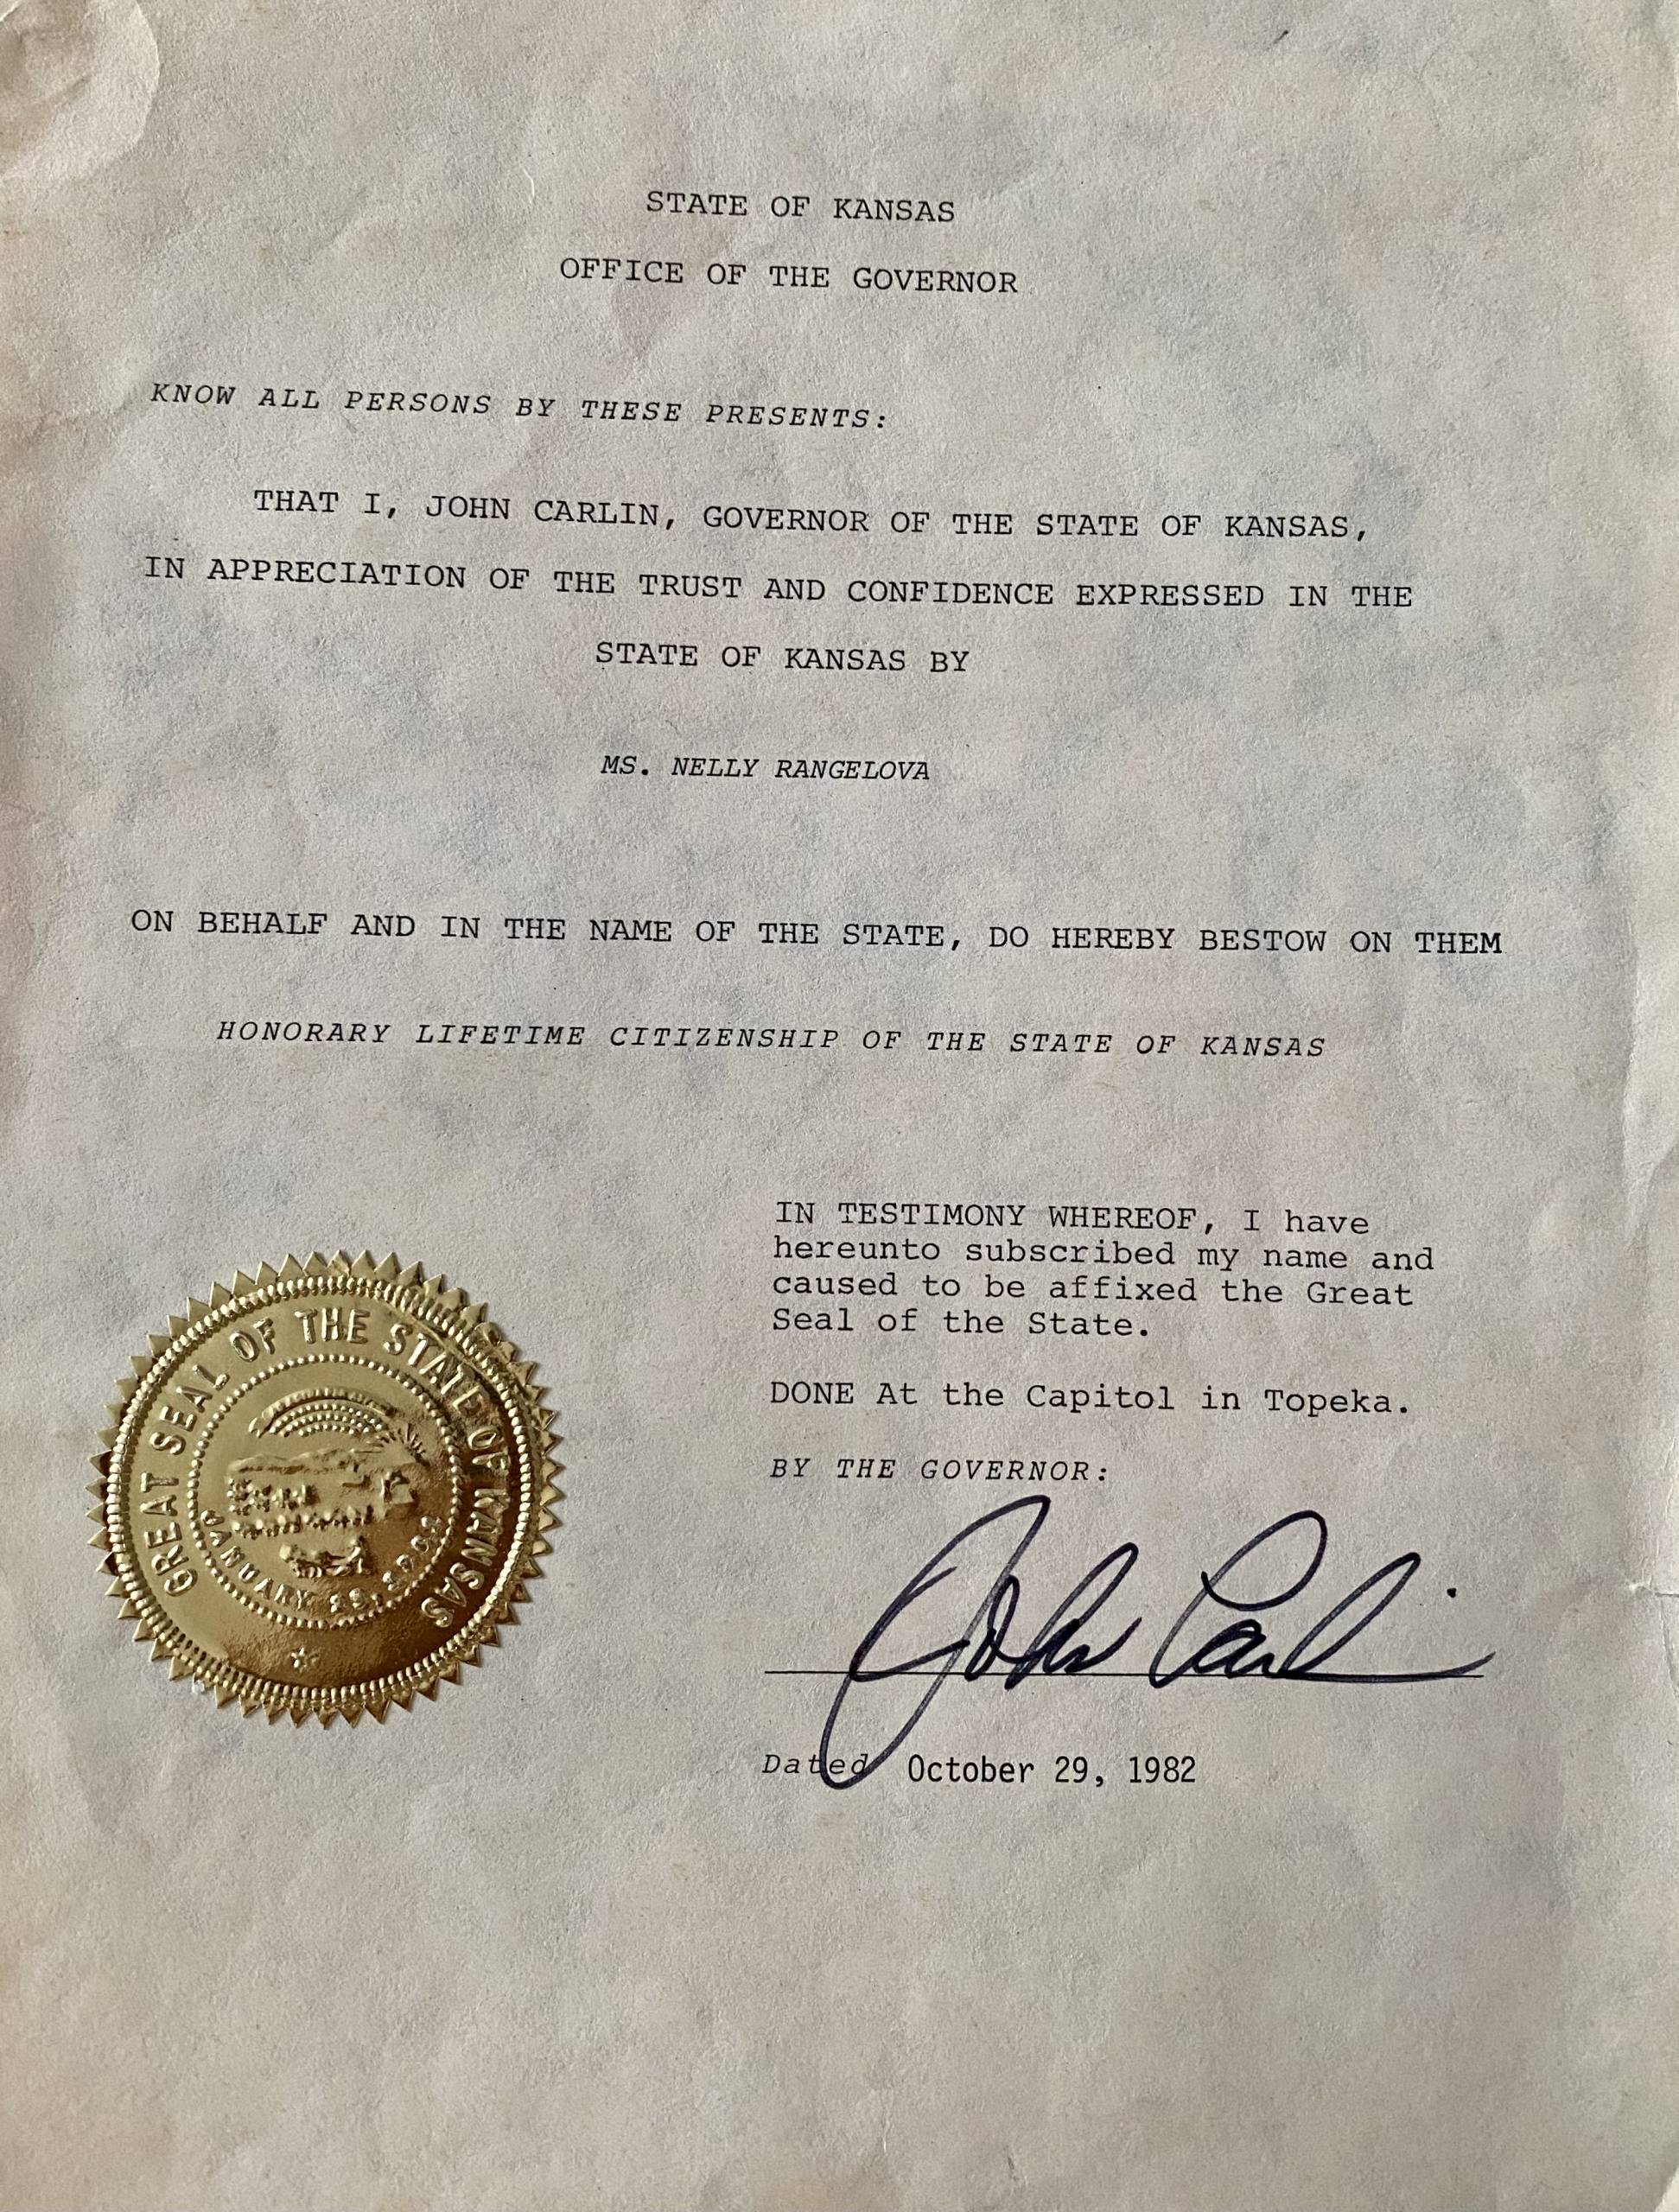 STATE OF KANSAS
OFFICE OF THE GOVERNOR
KNOW ALL PERSONS BY THESE PRESENTS:
THAT I, JOHN CARLIN, GOVERNOR OF THE STATE OF KANSAS,
IN APPRECIATION OF THE TRUST AND CONFIDENCE EXPRESSED IN THE
STATE OF KANSAS BY
MS. NELLY RANGELOVA
ON BEHALF AND IN THE NAME OF THE STATE, DO HEREBY BESTOW ON THEM
HONORARY LIFETIME CITIZENSHIP OF THE STATE OF KANSAS
IN TESTIMONY WHEREOF, I have
hereunto subscribed my name and
caused to be affixed the Great
Seal of the State.
DONE At the Capitol in Topeka.
BY THE GOVERNOR:
John Carlin
Dated October 29, 1982
GREAT SEAL OF THE STATE OF KANSAS
JANUARY 29, 1861